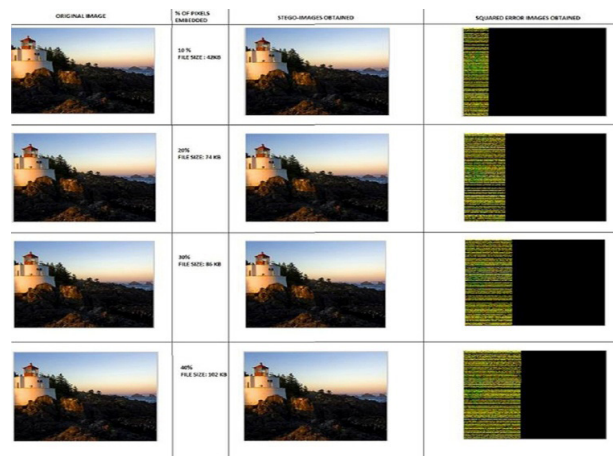 ORIGINAL IMAGE
% OF PIXELS
EMBEDDED
STEGO-IMAGES OBTAINED
SQUARED ERROR IMAGES OBTAINED
10 %
FILE SIZE : 42KB
20%
FILE SIZE: 74 KB
30%
FILE SIZE: 86 KB
40%
FILE SIZE: 102 KB